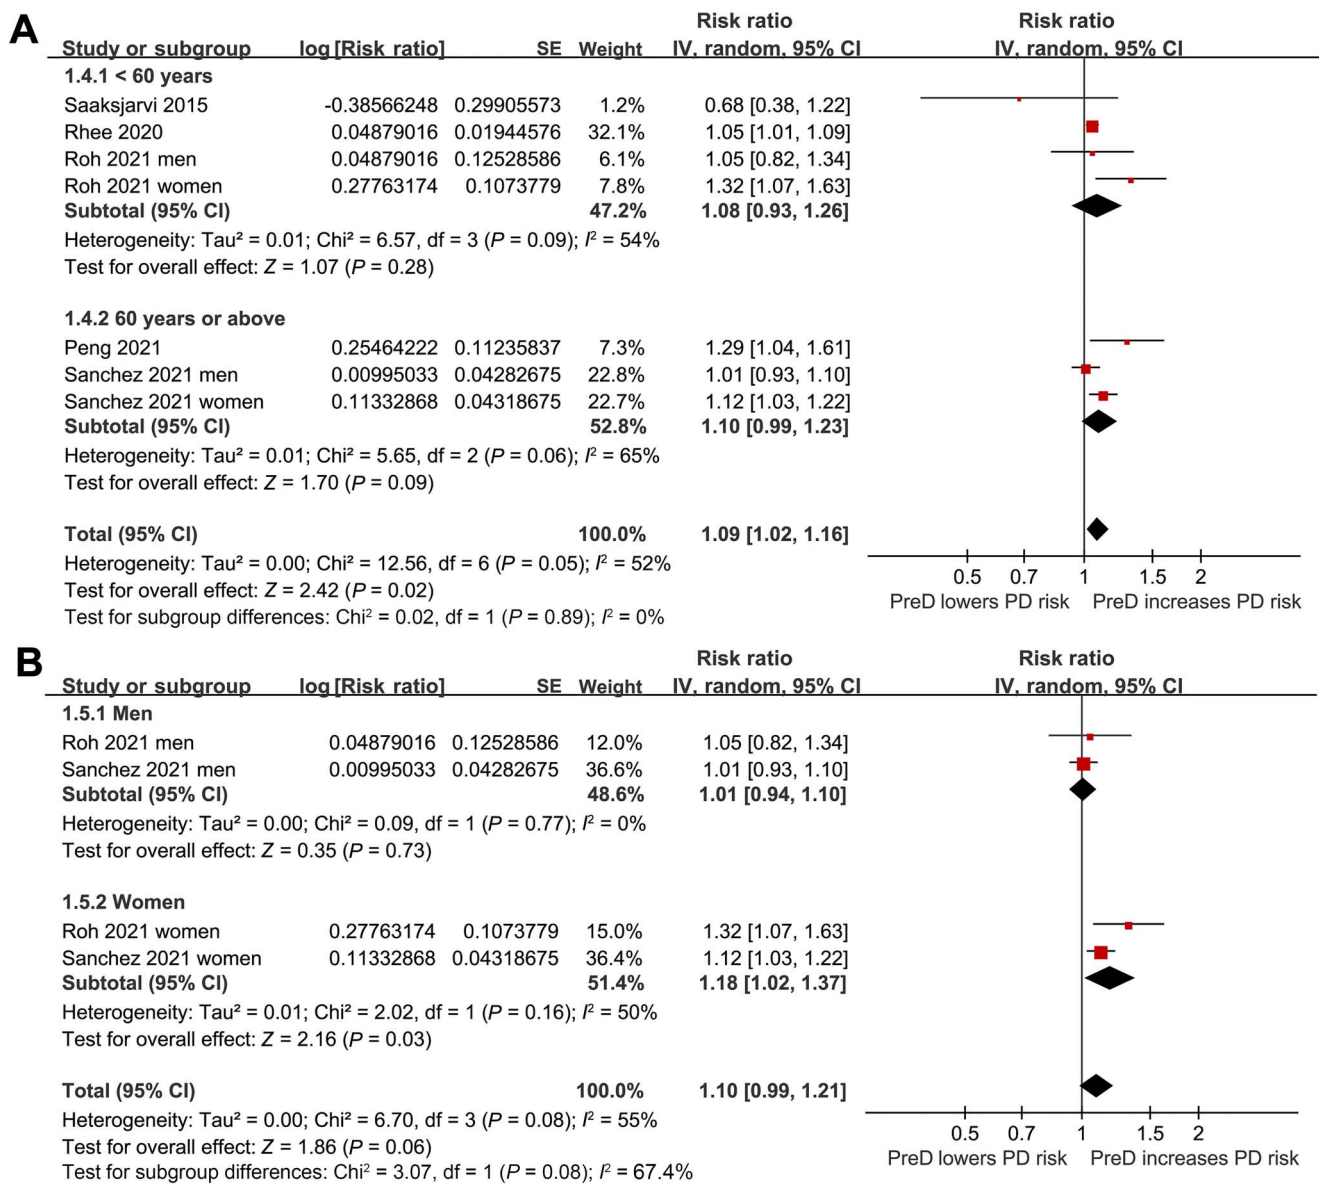 A
Risk ratio Risk ratio
Study or subgroup log[Risk ratio] SE Weight IV, random, 95% CI IV, random, 95% CI
1.4.1 < 60 years
Saaksjarvi 2015 -0.38566248 0.29905573 1.2% 0.68 [0.38, 1.22]
Rhee 2020 0.04879016 0.01944576 32.1% 1.05 [1.01, 1.09]
Roh 2021 men 0.04879016 0.12528586 6.1% 1.05 [0.82, 1.34]
Roh 2021 women 0.27763174 0.1073779 7.8% 1.32 [1.07, 1.63]
Subtotal (95% CI) 47.2% 1.08 [0.93, 1.26]
Heterogeneity: Tau² = 0.01; Chi² = 6.57, df = 3 (P = 0.09); I² = 54%
Test for overall effect: Z = 1.07 (P = 0.28)
1.4.2 60 years or above
Peng 2021 0.25464222 0.11235837 7.3% 1.29 [1.04, 1.61]
Sanchez 2021 men 0.00995033 0.04282675 22.8% 1.01 [0.93, 1.10]
Sanchez 2021 women 0.11332868 0.04318675 22.7% 1.12 [1.03, 1.22]
Subtotal (95% CI) 52.8% 1.10 [0.99, 1.23]
Heterogeneity: Tau² = 0.01; Chi² = 5.65, df = 2 (P = 0.06); I² = 65%
Test for overall effect: Z = 1.70 (P = 0.09)
Total (95% CI) 100.0% 1.09 [1.02, 1.16]
Heterogeneity: Tau² = 0.00; Chi² = 12.56, df = 6 (P = 0.05); I² = 52%
Test for overall effect: Z = 2.42 (P = 0.02)
Test for subgroup differences: Chi² = 0.02, df = 1 (P = 0.89); I² = 0%
0.5 0.7 1 1.5 2
PreD lowers PD risk PreD increases PD risk
B
Risk ratio Risk ratio
Study or subgroup log[Risk ratio] SE Weight IV, random, 95% CI IV, random, 95% CI
1.5.1 Men
Roh 2021 men 0.04879016 0.12528586 12.0% 1.05 [0.82, 1.34]
Sanchez 2021 men 0.00995033 0.04282675 36.6% 1.01 [0.93, 1.10]
Subtotal (95% CI) 48.6% 1.01 [0.94, 1.10]
Heterogeneity: Tau² = 0.00; Chi² = 0.09, df = 1 (P = 0.77); I² = 0%
Test for overall effect: Z = 0.35 (P = 0.73)
1.5.2 Women
Roh 2021 women 0.27763174 0.1073779 15.0% 1.32 [1.07, 1.63]
Sanchez 2021 women 0.11332868 0.04318675 36.4% 1.12 [1.03, 1.22]
Subtotal (95% CI) 51.4% 1.18 [1.02, 1.37]
Heterogeneity: Tau² = 0.01; Chi² = 2.02, df = 1 (P = 0.16); I² = 50%
Test for overall effect: Z = 2.16 (P = 0.03)
Total (95% CI) 100.0% 1.10 [0.99, 1.21]
Heterogeneity: Tau² = 0.00; Chi² = 6.70, df = 3 (P = 0.08); I² = 55%
Test for overall effect: Z = 1.86 (P = 0.06)
Test for subgroup differences: Chi² = 3.07, df = 1 (P = 0.08); I² = 67.4%
0.5 0.7 1 1.5 2
PreD lowers PD risk PreD increases PD risk